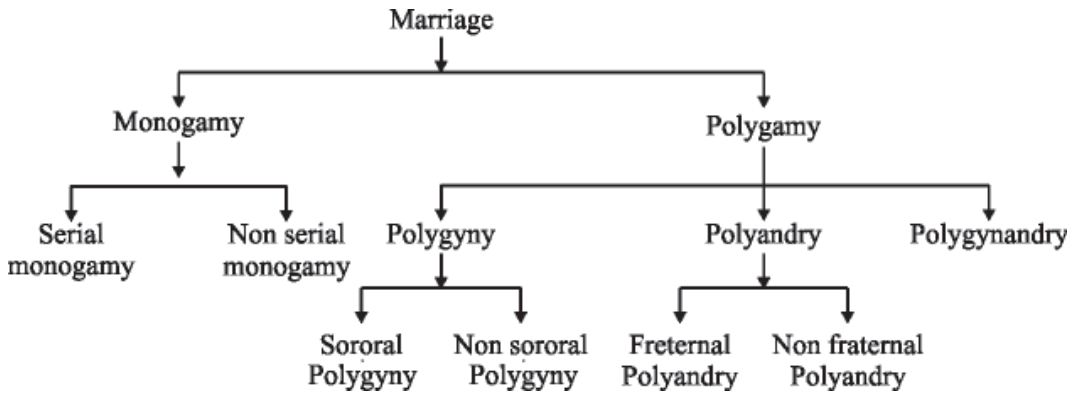 Marriage
Monogamy
Polygamy
Serial
monogamy
Non serial
monogamy
Polygyny
Polyandry
Polygynandry
Sororal
Polygyny
Non sororal
Polygyny
Freternal
Polyandry
Non fraternal
Polyandry